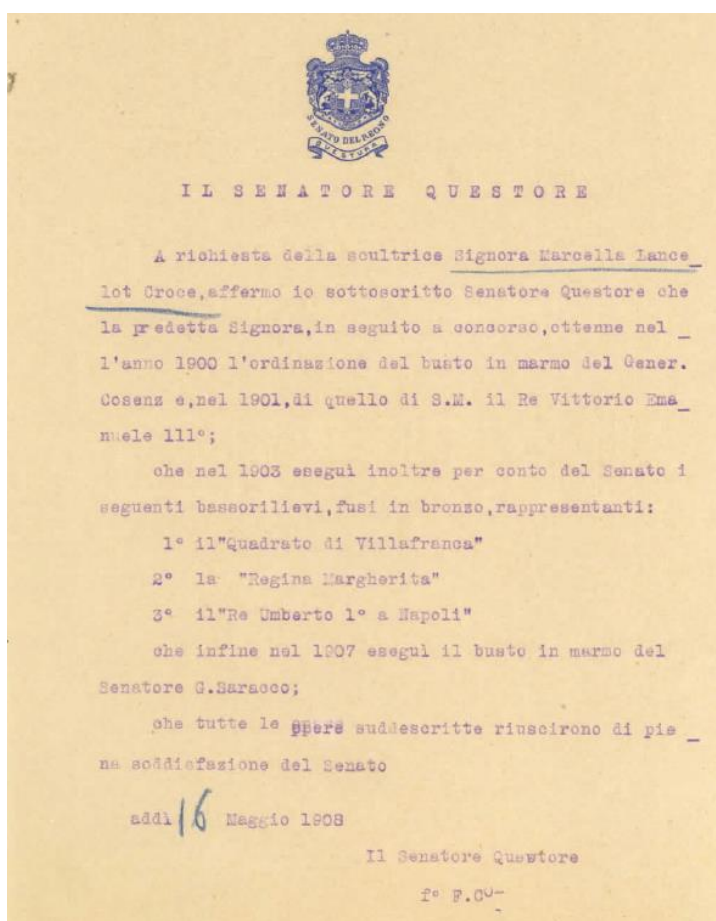 SENATO DEL REGNO
QUESTURA
IL SENATORE QUESTORE
A richiesta della scultrice Signora Marcella Lance_
lot Croce,affermo io sottoscritto Senatore Questore che
la predetta Signora,in seguito a concorso,ottenne nel_
l'anno 1900 l'ordinazione del busto in marmo del Gener.
Cosenz e,nel 1901,di quello di S.M. il Re Vittorio Ema_
nuele 111°;
che nel 1903 eseguì inoltre per conto del Senato i
seguenti bassorilievi,fusi in bronzo,rappresentanti:
1° il"Quadrato di Villafranca"
2° la "Regina Margherita"
3° il"Re Umberto 1° a Napoli"
che infine nel 1907 eseguì il busto in marmo del
Senatore G.Saracco;
che tutte le opere suddescritte riuscirono di pie_
na soddisfazione del Senato
addì 16 Maggio 1908
Il Senatore Questore
f°